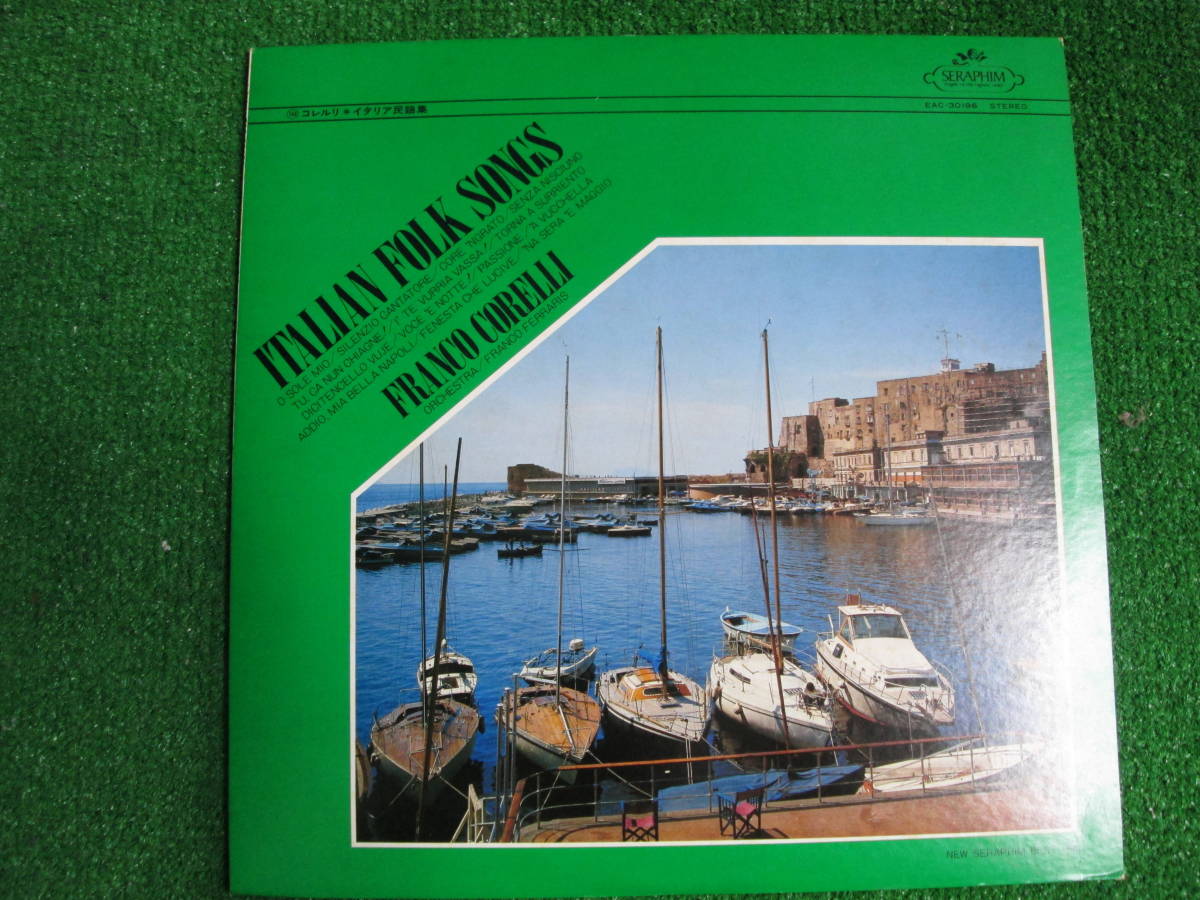 SERAPHIM
EAC-30196 STEREO
コレルリ＊イタリア民謡集
ITALIAN FOLK SONGS
O SOLE MIO/SILENZIO CANTATORE/CORE 'NGRATO/SENZA NISCIUNO
TU, CA NUN CHIAGNE!/I' TE VURRIA VASSÀ!/TORNA A SURRIENTO
DICITENCELLO VUJE/VOCE 'E NOTTE!/PASSIONE/'A VUCCHELLA
ADDIO, MIA BELLA NAPOLI/FENESTA CHE LUCIVE/'NA SERA 'E MAGGIO
FRANCO CORELLI
ORCHESTRA/FRANCO FERRARIS
NEW SERAPHIM